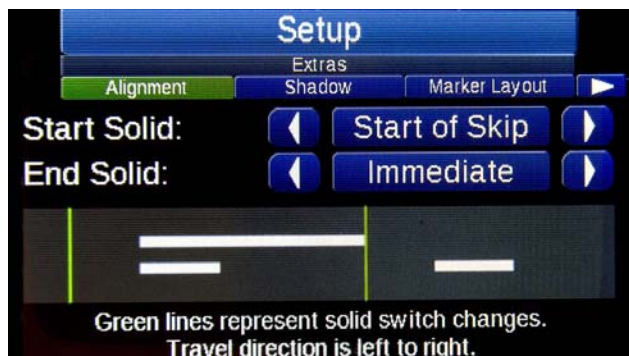 Setup
Extras
Alignment Shadow Marker Layout
Start Solid: Start of Skip
End Solid: Immediate
Green lines represent solid switch changes.
Travel direction is left to right.